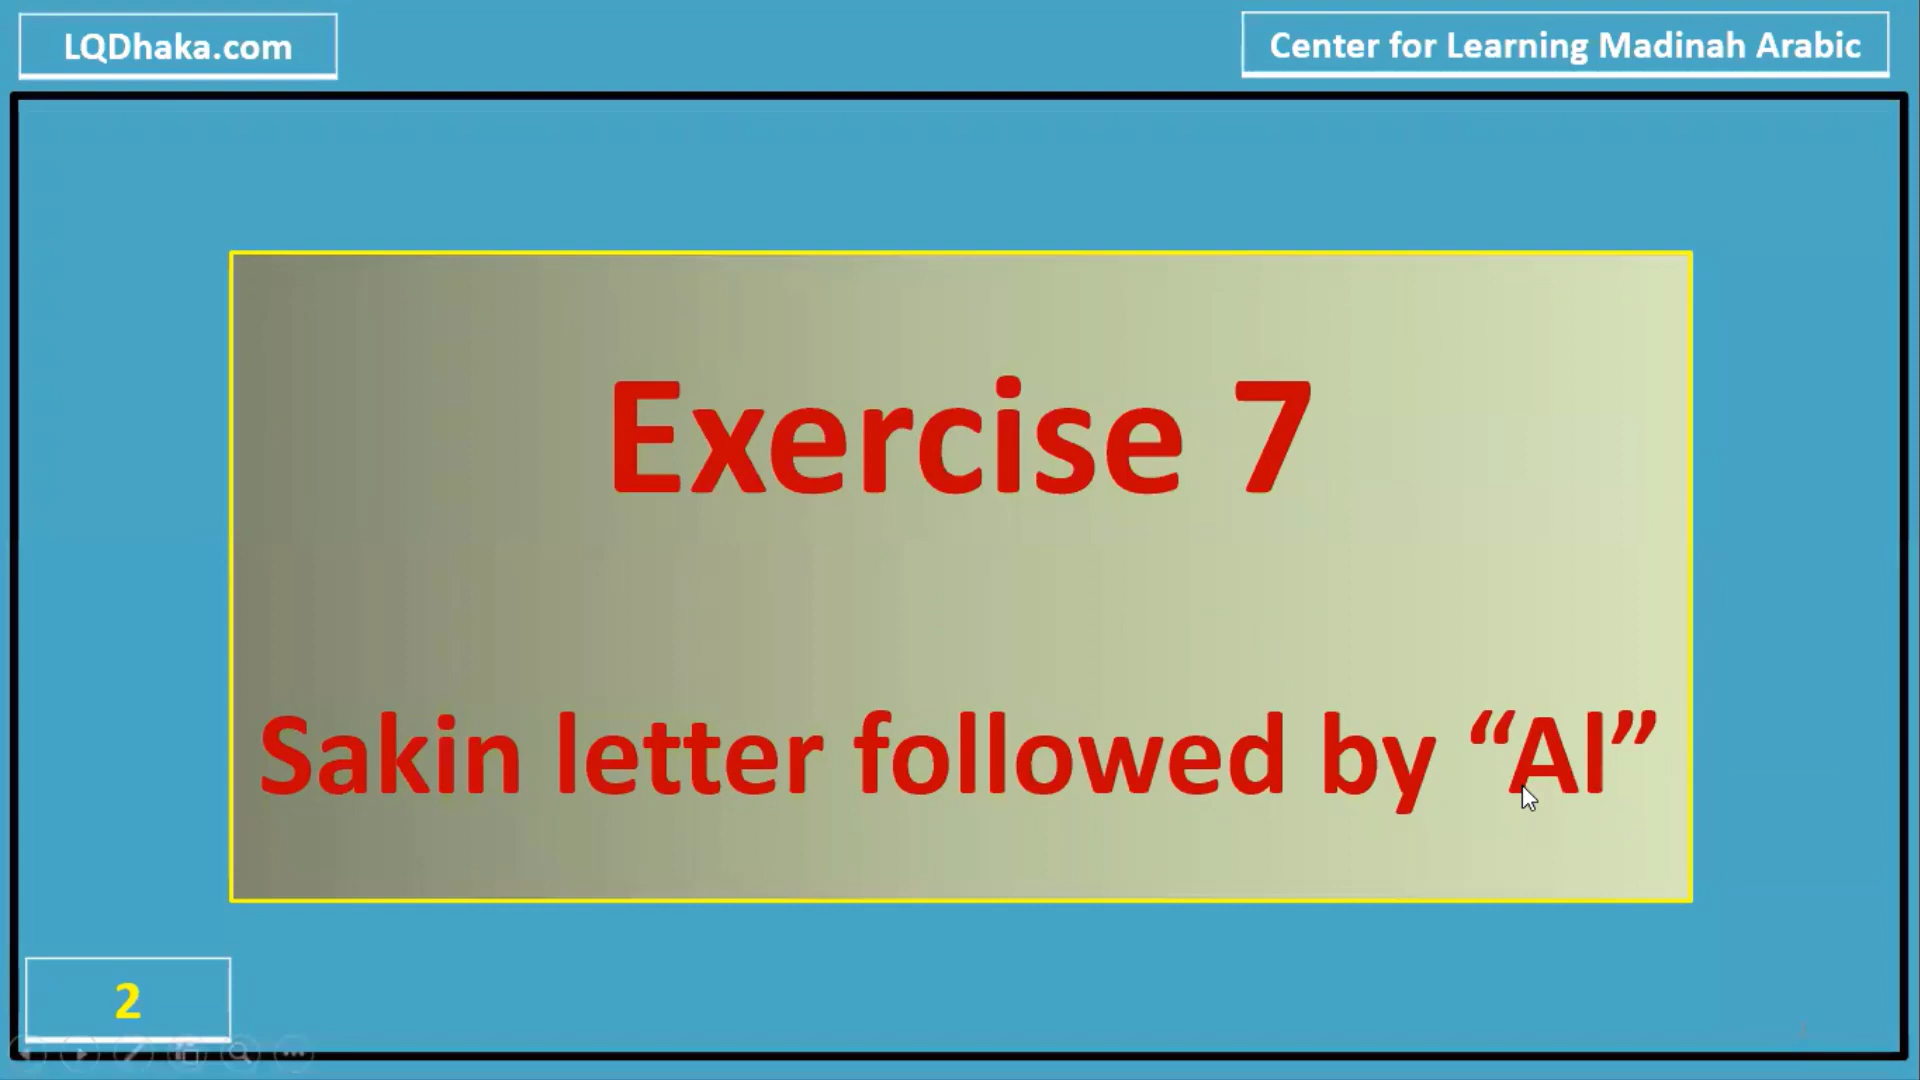 LQDhaka.com
Center for Learning Madinah Arabic
Exercise 7
Sakin letter followed by “Al”
2